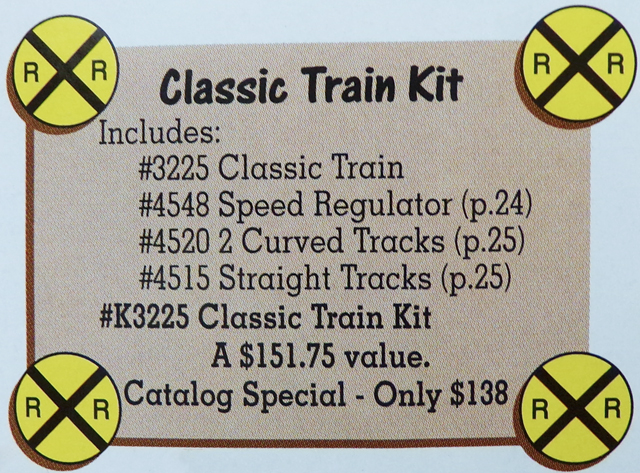 R R
R R
Classic Train Kit
Includes:
#3225 Classic Train
#4548 Speed Regulator (p.24)
#4520 2 Curved Tracks (p.25)
#4515 Straight Tracks (p.25)
#K3225 Classic Train Kit
A $151.75 value.
Catalog Special - Only $138
R R
R R